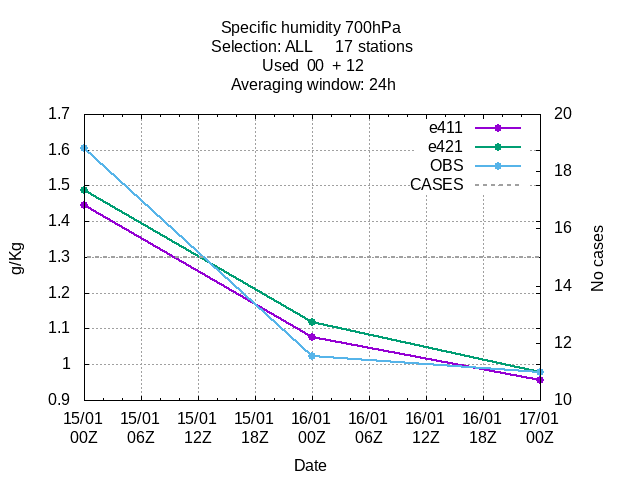 Specific humidity 700hPa
Selection: ALL     17 stations
Used  00  + 12
Averaging window: 24h
1.7
1.6
1.5
1.4
1.3
1.2
1.1
1
0.9
g/Kg
e411
e421
OBS
CASES
20
18
16
14
12
10
No cases
15/01 15/01 15/01 15/01 16/01 16/01 16/01 16/01 17/01
00Z 06Z 12Z 18Z 00Z 06Z 12Z 18Z 00Z
Date